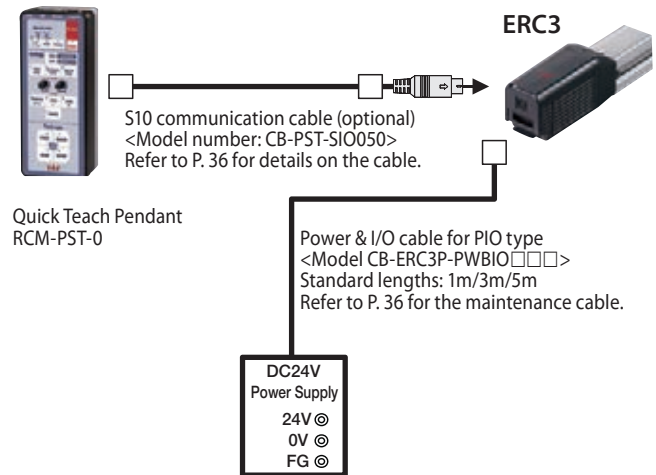 ERC3
S10 communication cable (optional)
<Model number: CB-PST-SIO050>
Refer to P. 36 for details on the cable.
Quick Teach Pendant
RCM-PST-0
Power & I/O cable for PIO type
<Model CB-ERC3P-PWBIO□□□>
Standard lengths: 1m/3m/5m
Refer to P. 36 for the maintenance cable.
DC24V
Power Supply
24V
0V
FG